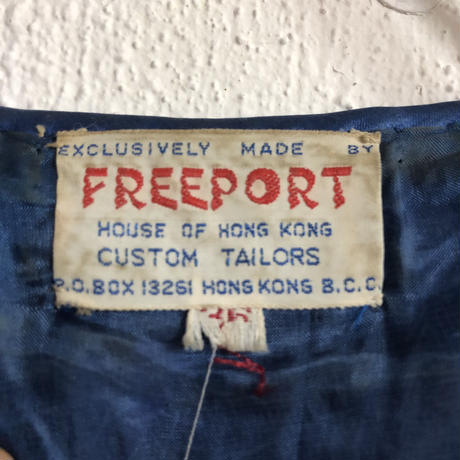 EXCLUSIVELY MADE BY
FREEPORT
HOUSE OF HONG KONG
CUSTOM TAILORS
P.O.BOX 13261 HONG KONG B.C.C.